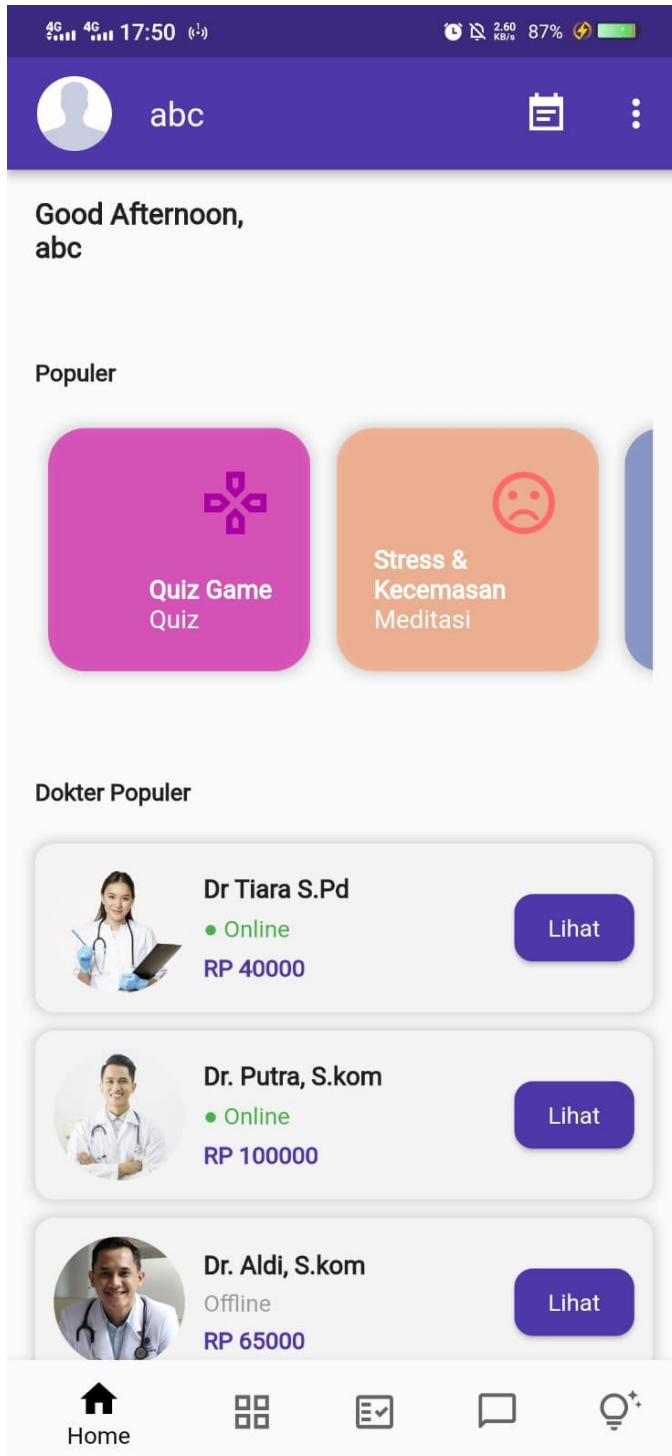 4G 4G 17:50 2.60 KB/s 87%
abc
Good Afternoon,
abc
Populer
Quiz Game
Quiz
Stress &
Kecemasan
Meditasi
Dokter Populer
Dr Tiara S.Pd
● Online
RP 40000
Lihat
Dr. Putra, S.kom
● Online
RP 100000
Lihat
Dr. Aldi, S.kom
Offline
RP 65000
Lihat
Home